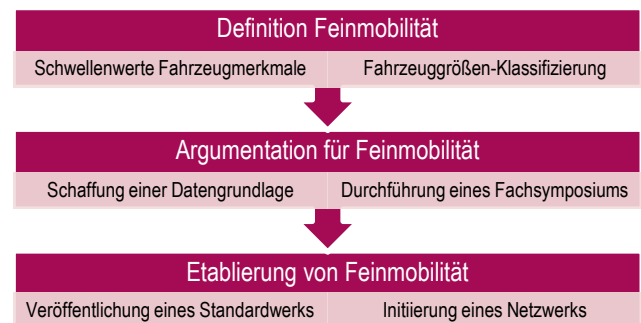 Definition Feinmobilität
Schwellenwerte Fahrzeugmerkmale
Fahrzeuggrößen-Klassifizierung
Argumentation für Feinmobilität
Schaffung einer Datengrundlage
Durchführung eines Fachsymposiums
Etablierung von Feinmobilität
Veröffentlichung eines Standardwerks
Initiierung eines Netzwerks